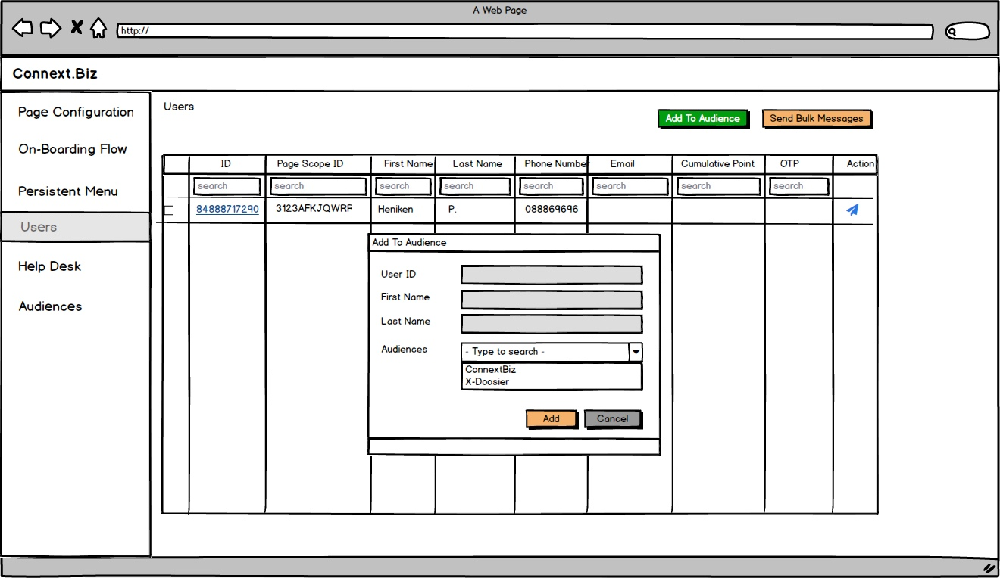 A Web Page
http://
Connext.Biz
Page Configuration
On-Boarding Flow
Persistent Menu
Users
Help Desk
Audiences
Users
Add To Audience
Send Bulk Messages
ID Page Scope ID First Name Last Name Phone Number Email Cumulative Point OTP Action
search search search search search search search search
84888717290 3123AFKJQWRF Heniken P. 088869696
Add To Audience
User ID
First Name
Last Name
Audiences - Type to search -
ConnextBiz
X-Doosier
Add Cancel